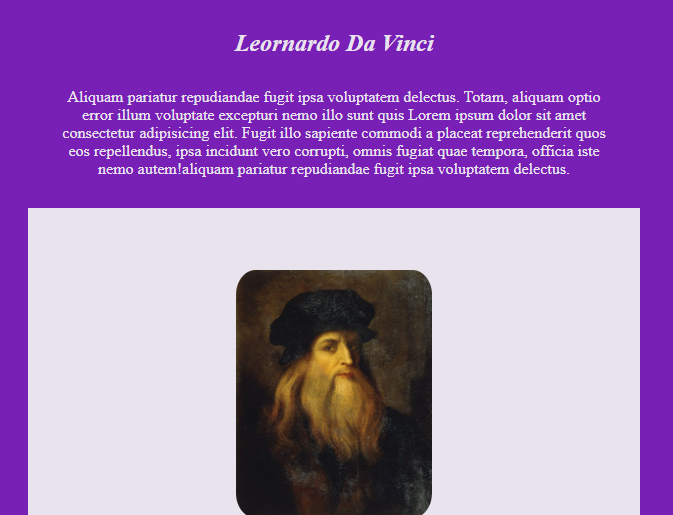 Leornardo Da Vinci
Aliquam pariatur repudiandae fugit ipsa voluptatem delectus. Totam, aliquam optio
error illum voluptate excepturi nemo illo sunt quis Lorem ipsum dolor sit amet
consectetur adipisicing elit. Fugit illo sapiente commodi a placeat reprehenderit quos
eos repellendus, ipsa incidunt vero corrupti, omnis fugiat quae tempora, officia iste
nemo autem!aliquam pariatur repudiandae fugit ipsa voluptatem delectus.